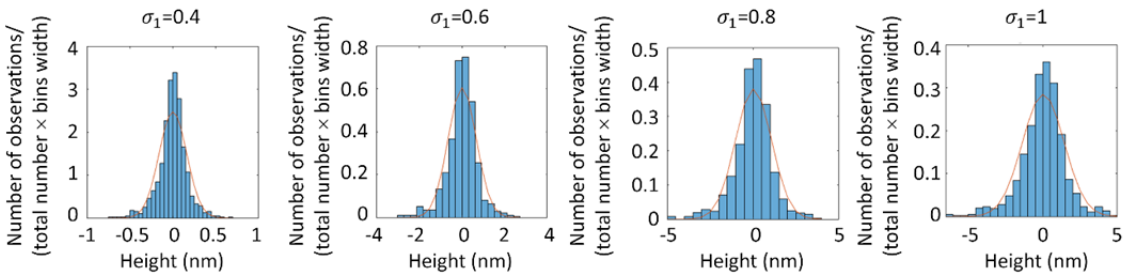 σ₁=0.4
Number of observations/
(total number × bins width)
4
3
2
1
0
-1 -0.5 0 0.5 1
Height (nm)
σ₁=0.6
Number of observations/
(total number × bins width)
0.8
0.6
0.4
0.2
0
-4 -2 0 2 4
Height (nm)
σ₁=0.8
Number of observations/
(total number × bins width)
0.5
0.4
0.3
0.2
0.1
0
-5 0 5
Height (nm)
σ₁=1
Number of observations/
(total number × bins width)
0.4
0.3
0.2
0.1
0
-5 0 5
Height (nm)